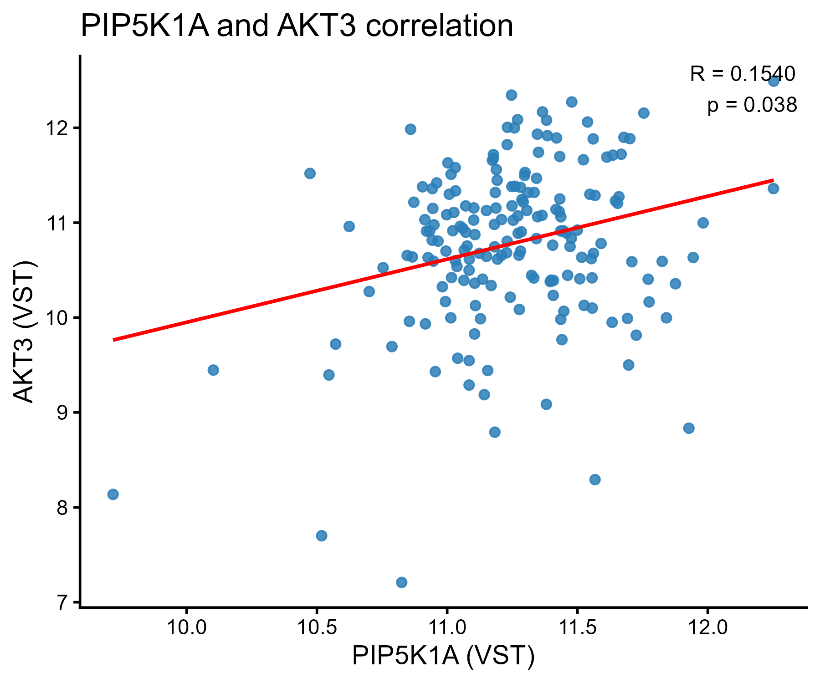 PIP5K1A and AKT3 correlation
R = 0.1540
p = 0.038
12
11
10
9
8
7
AKT3 (VST)
10.0 10.5 11.0 11.5 12.0
PIP5K1A (VST)